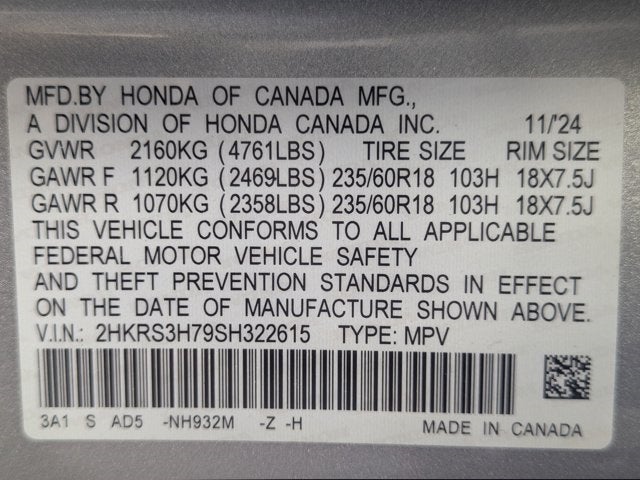 MFD.BY HONDA OF CANADA MFG.,
A DIVISION OF HONDA CANADA INC. 11/'24
GVWR 2160KG (4761LBS) TIRE SIZE RIM SIZE
GAWR F 1120KG (2469LBS) 235/60R18 103H 18X7.5J
GAWR R 1070KG (2358LBS) 235/60R18 103H 18X7.5J
THIS VEHICLE CONFORMS TO ALL APPLICABLE
FEDERAL MOTOR VEHICLE SAFETY
AND THEFT PREVENTION STANDARDS IN EFFECT
ON THE DATE OF MANUFACTURE SHOWN ABOVE.
V.I.N.: 2HKRS3H79SH322615 TYPE: MPV
3A1 S AD5 -NH932M -Z -H MADE IN CANADA